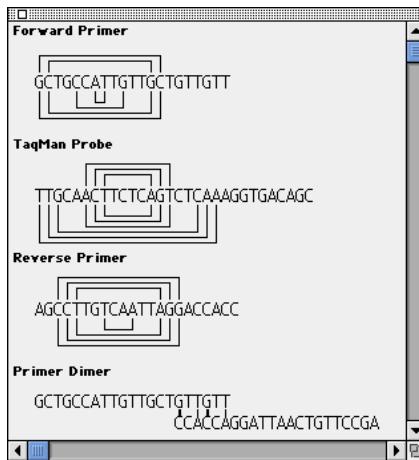 Forward Primer
GCTGCCATTGTTGCTGTTGTT
TaqMan Probe
TTGCAACTTCTCAGTCTCAAAGGTGACAGC
Reverse Primer
AGCCTTGTCAATTAGGACCACC
Primer Dimer
GCTGCCATTGTTGCTGTTGTT
CCACCAGGATTAACTGTTCCGA